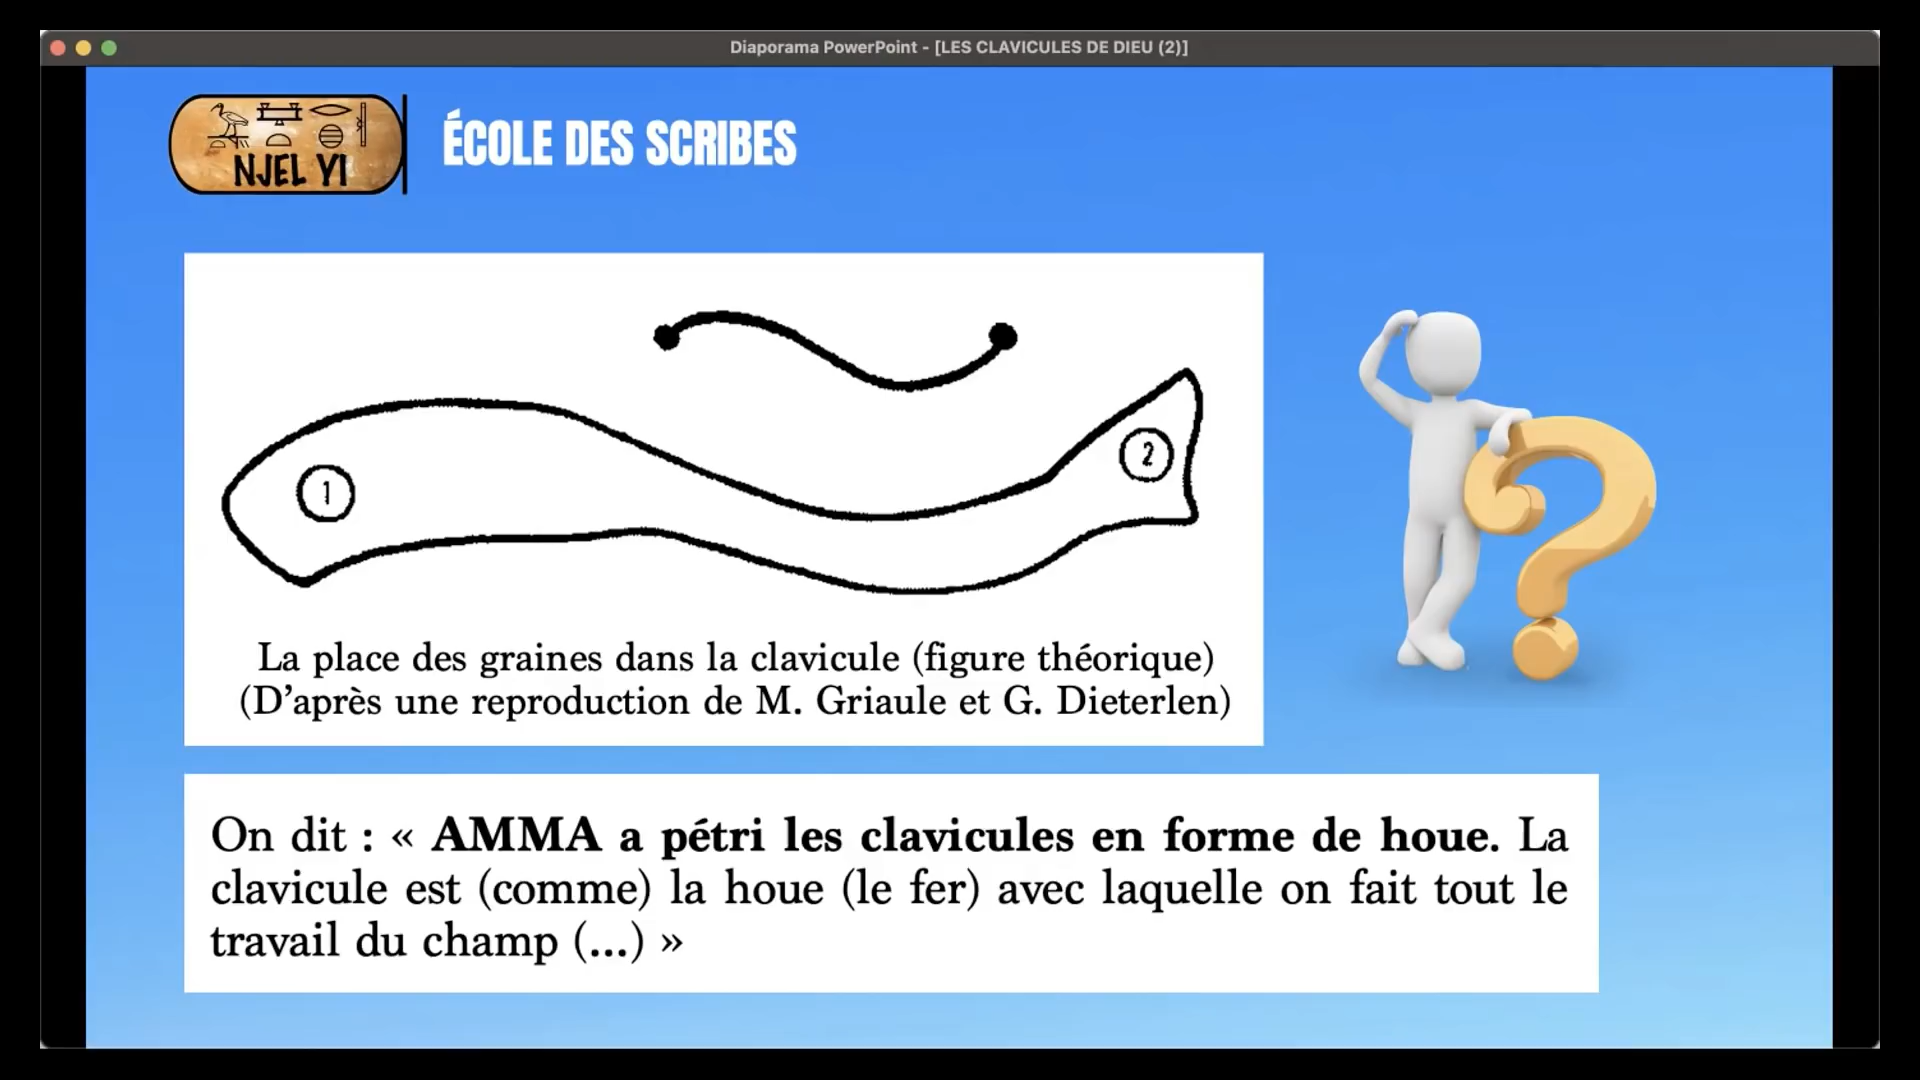 Diaporama PowerPoint - [LES CLAVICULES DE DIEU (2)]
NJEL YI
ÉCOLE DES SCRIBES
1
2
La place des graines dans la clavicule (figure théorique)
(D’après une reproduction de M. Griaule et G. Dieterlen)
On dit : « AMMA a pétri les clavicules en forme de houe. La
clavicule est (comme) la houe (le fer) avec laquelle on fait tout le
travail du champ (...) »